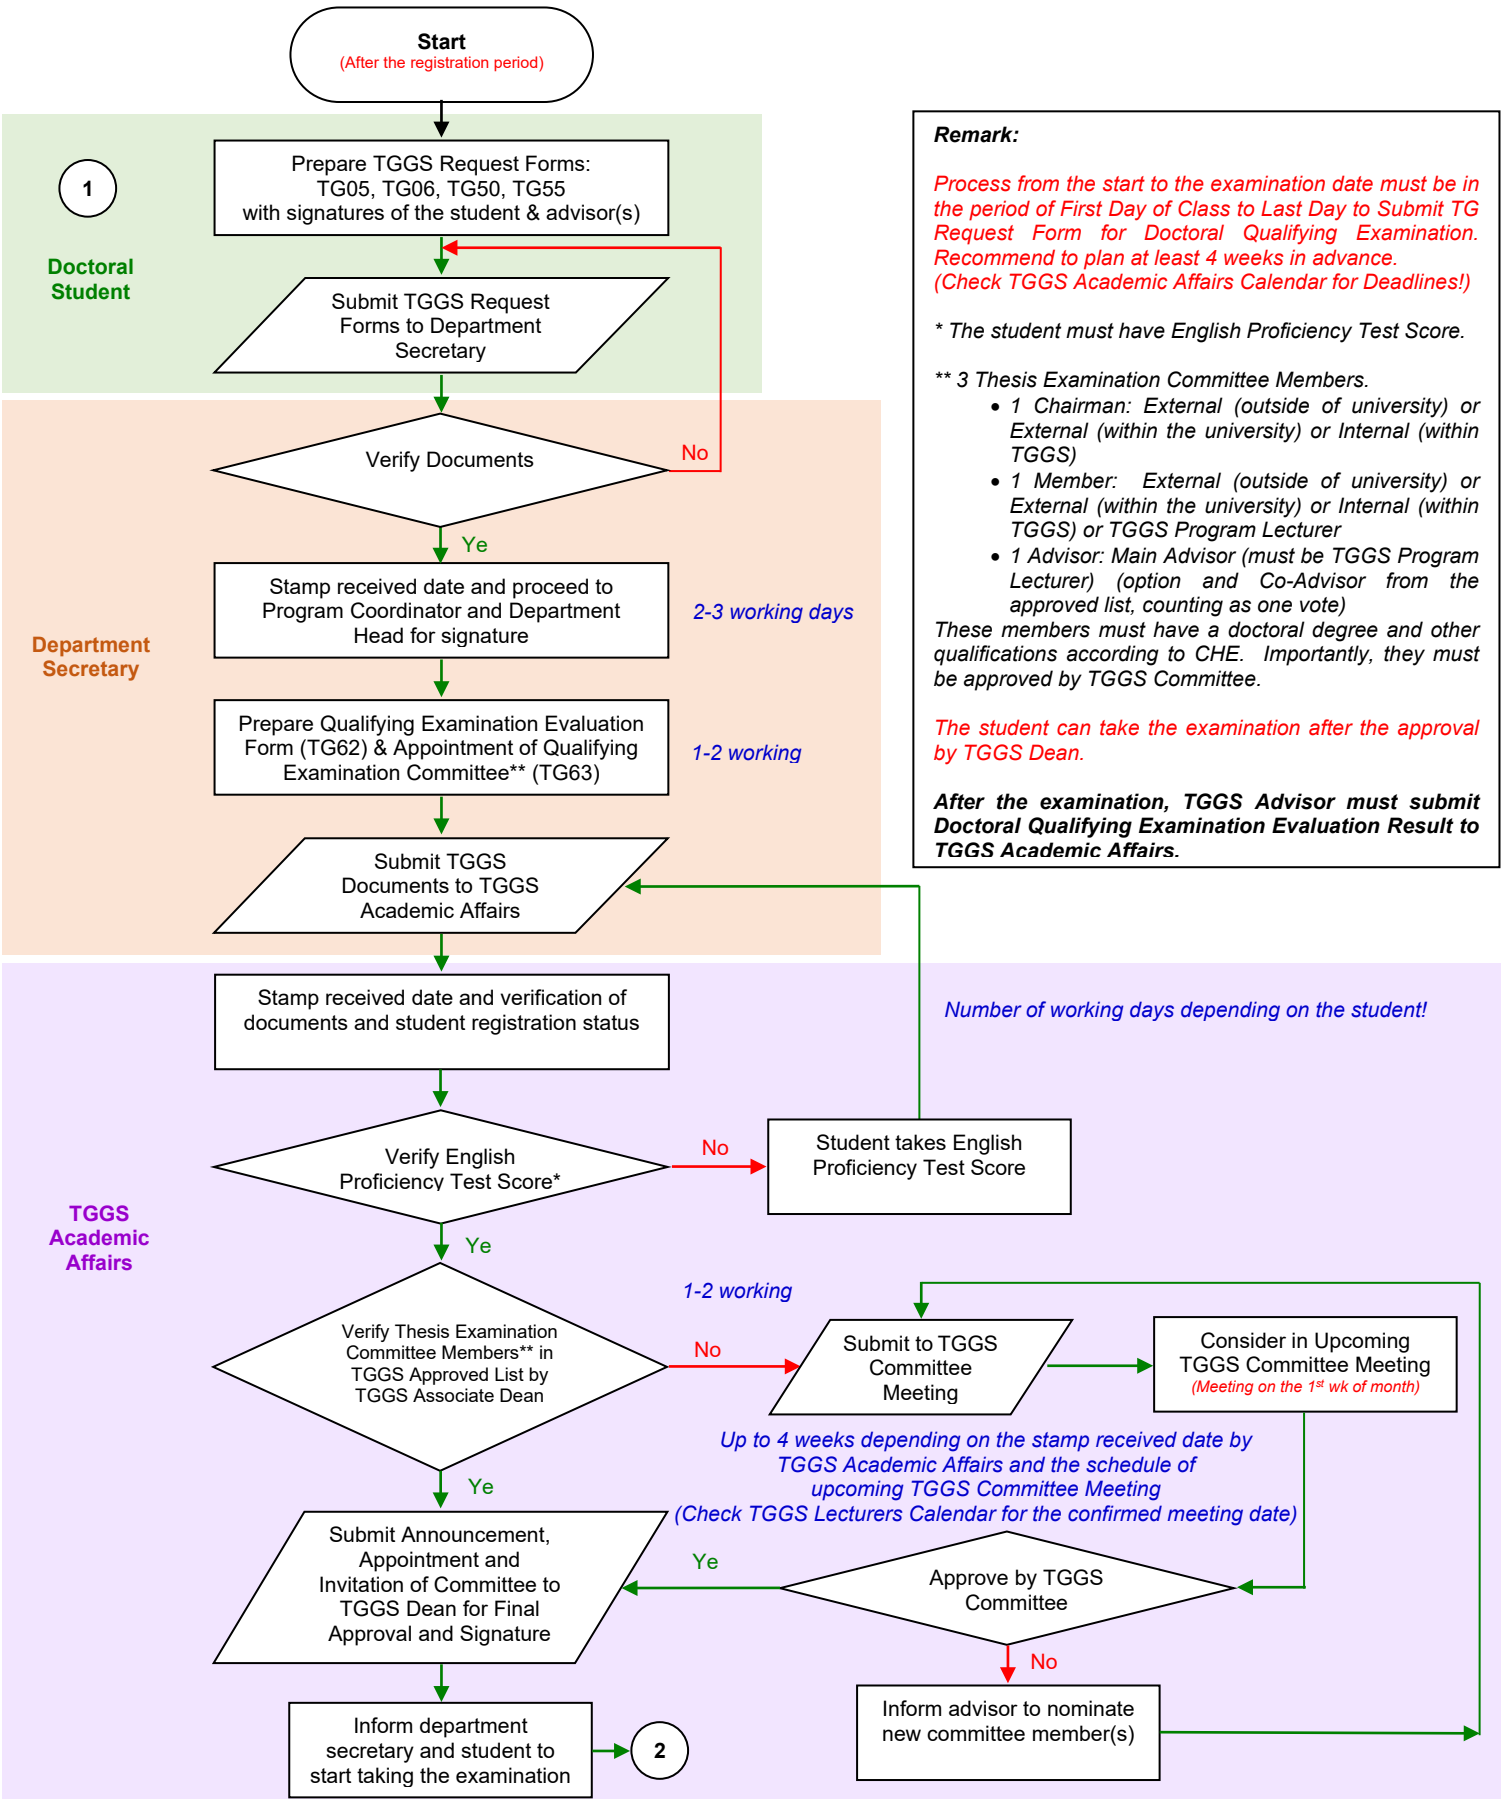 Start
(After the registration period)
1
Doctoral
Student
Prepare TGGS Request Forms:
TG05, TG06, TG50, TG55
with signatures of the student & advisor(s)
Submit TGGS Request
Forms to Department
Secretary
Remark:
Process from the start to the examination date must be in
the period of First Day of Class to Last Day to Submit TG
Request Form for Doctoral Qualifying Examination.
Recommend to plan at least 4 weeks in advance.
(Check TGGS Academic Affairs Calendar for Deadlines!)
* The student must have English Proficiency Test Score.
** 3 Thesis Examination Committee Members.
• 1 Chairman: External (outside of university) or
External (within the university) or Internal (within
TGGS)
• 1 Member: External (outside of university) or
External (within the university) or Internal (within
TGGS) or TGGS Program Lecturer
• 1 Advisor: Main Advisor (must be TGGS Program
Lecturer) (option and Co-Advisor from the
approved list, counting as one vote)
These members must have a doctoral degree and other
qualifications according to CHE. Importantly, they must
be approved by TGGS Committee.
The student can take the examination after the approval
by TGGS Dean.
After the examination, TGGS Advisor must submit
Doctoral Qualifying Examination Evaluation Result to
TGGS Academic Affairs.
Department
Secretary
Verify Documents
No
Ye
Stamp received date and proceed to
Program Coordinator and Department
Head for signature
2-3 working days
Prepare Qualifying Examination Evaluation
Form (TG62) & Appointment of Qualifying
Examination Committee** (TG63)
1-2 working
Submit TGGS
Documents to TGGS
Academic Affairs
TGGS
Academic
Affairs
Stamp received date and verification of
documents and student registration status
Number of working days depending on the student!
Verify English
Proficiency Test Score*
No
Student takes English
Proficiency Test Score
Ye
1-2 working
Verify Thesis Examination
Committee Members** in
TGGS Approved List by
TGGS Associate Dean
No
Submit to TGGS
Committee
Meeting
Consider in Upcoming
TGGS Committee Meeting
(Meeting on the 1st wk of month)
Up to 4 weeks depending on the stamp received date by
TGGS Academic Affairs and the schedule of
upcoming TGGS Committee Meeting
(Check TGGS Lecturers Calendar for the confirmed meeting date)
Ye
Submit Announcement,
Appointment and
Invitation of Committee to
TGGS Dean for Final
Approval and Signature
Ye
Approve by TGGS
Committee
No
Inform advisor to nominate
new committee member(s)
Inform department
secretary and student to
start taking the examination
2